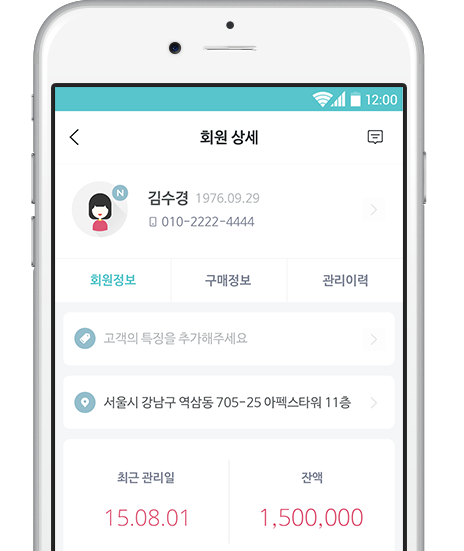 12:00
회원 상세
N
김수경 1976.09.29
010-2222-4444
회원정보 구매정보 관리이력
고객의 특징을 추가해주세요
서울시 강남구 역삼동 705-25 아펙스타워 11층
최근 관리일 잔액
15.08.01 1,500,000